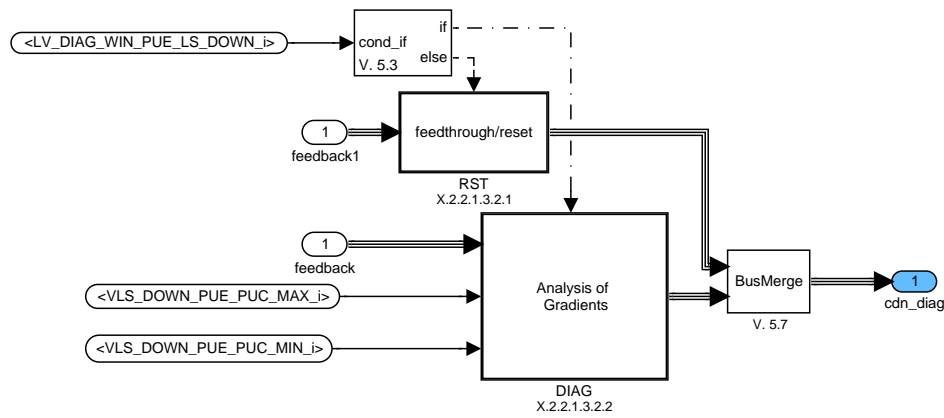 if
<LV_DIAG_WIN_PUE_LS_DOWN_i>
cond_if
else
V. 5.3
1
feedthrough/reset
feedback1
RST
X.2.2.1.3.2.1
1
feedback
Analysis of
Gradients
BusMerge
1
<VLS_DOWN_PUE_PUC_MAX_i>
cdn_diag
V. 5.7
<VLS_DOWN_PUE_PUC_MIN_i>
DIAG
X.2.2.1.3.2.2